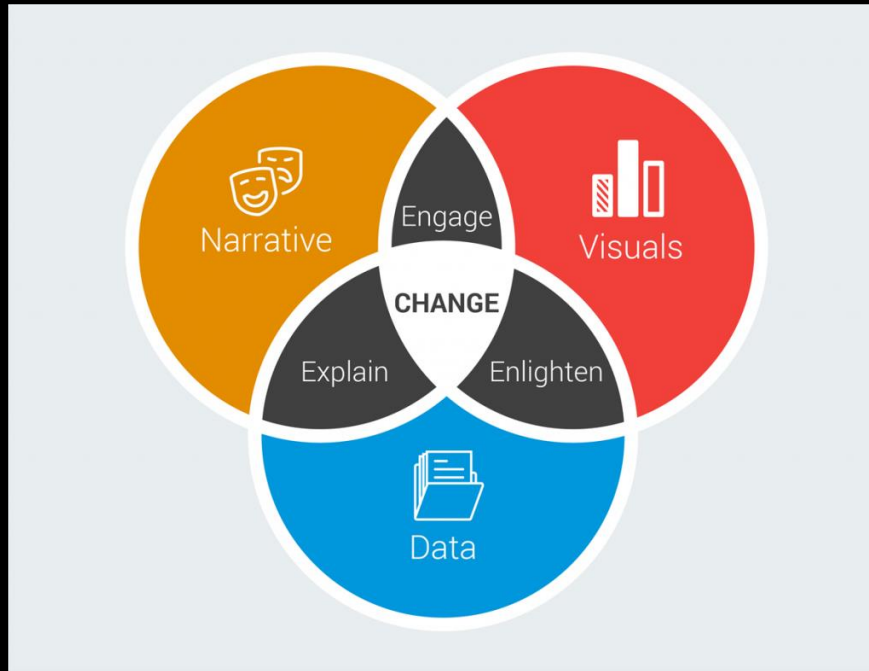 Engage
Narrative
Visuals
CHANGE
Explain
Enlighten
Data